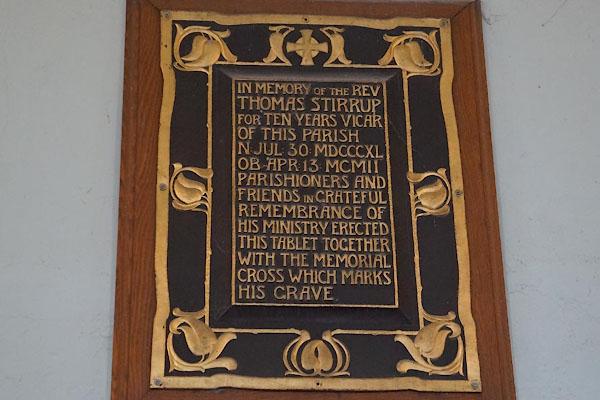 IN MEMORY OF THE REV
THOMAS STIRRUP
FOR TEN YEARS VICAR
OF THIS PARISH
N·JUL·30·MDCCCXL
OB·APR·13·MCMII
PARISHIONERS AND
FRIENDS IN GRATEFUL
REMEMBRANCE OF
HIS MINISTRY ERECTED
THIS TABLET TOGETHER
WITH THE MEMORIAL
CROSS WHICH MARKS
HIS GRAVE